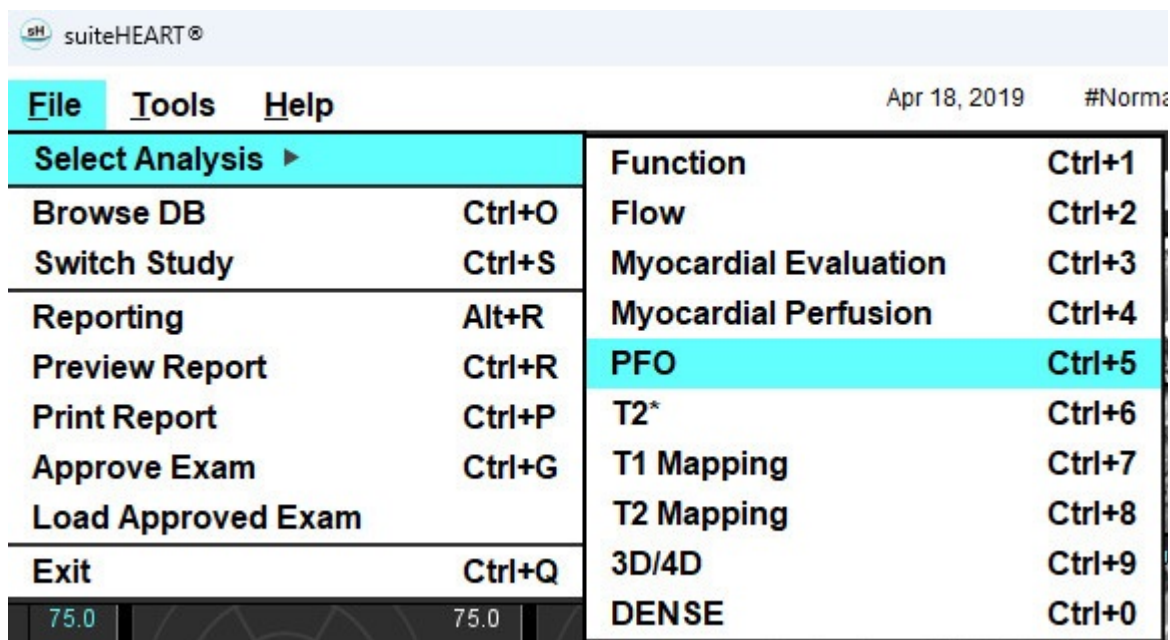 sH suiteHEART®
File Tools Help Apr 18, 2019 #Norma
Select Analysis ▶
Browse DB Ctrl+O
Switch Study Ctrl+S
Reporting Alt+R
Preview Report Ctrl+R
Print Report Ctrl+P
Approve Exam Ctrl+G
Load Approved Exam
Exit Ctrl+Q
75.0 75.0
Function Ctrl+1
Flow Ctrl+2
Myocardial Evaluation Ctrl+3
Myocardial Perfusion Ctrl+4
PFO Ctrl+5
T2* Ctrl+6
T1 Mapping Ctrl+7
T2 Mapping Ctrl+8
3D/4D Ctrl+9
DENSE Ctrl+0